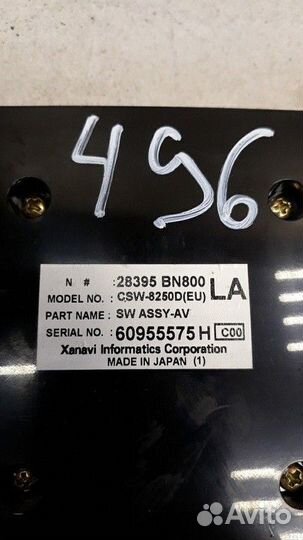 496
N # : 28395 BN800 LA
MODEL NO. : CSW-8250D(EU)
PART NAME : SW ASSY-AV
SERIAL NO. : 60955575 H C00
Xanavi Informatics Corporation
MADE IN JAPAN (1)
Avito